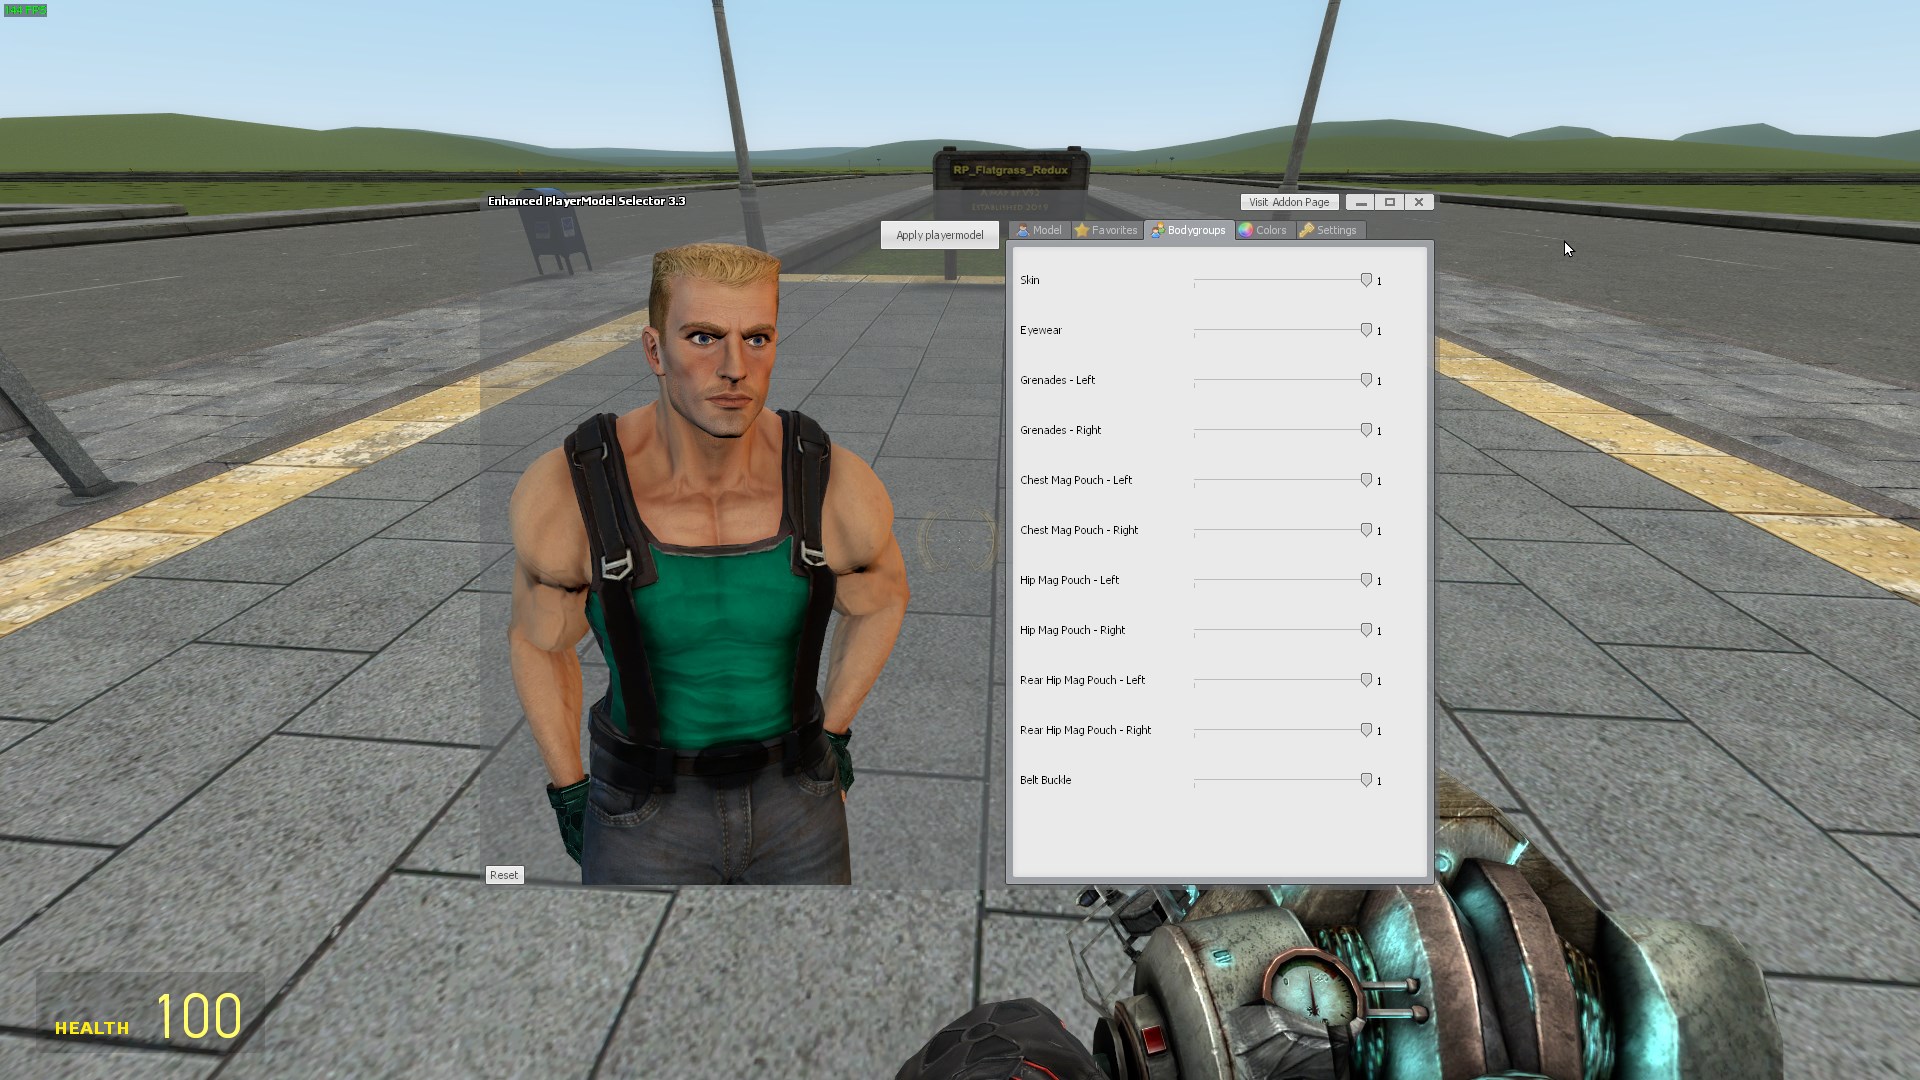 RP_Flatgrass_Redux
ESTABLISHED 2019
Enhanced PlayerModel Selector 3.3
Visit Addon Page
Apply playermodel
Model
Favorites
Bodygroups
Colors
Settings
Skin 1
Eyewear 1
Grenades - Left 1
Grenades - Right 1
Chest Mag Pouch - Left 1
Chest Mag Pouch - Right 1
Hip Mag Pouch - Left 1
Hip Mag Pouch - Right 1
Rear Hip Mag Pouch - Left 1
Rear Hip Mag Pouch - Right 1
Belt Buckle 1
Reset
HEALTH 100